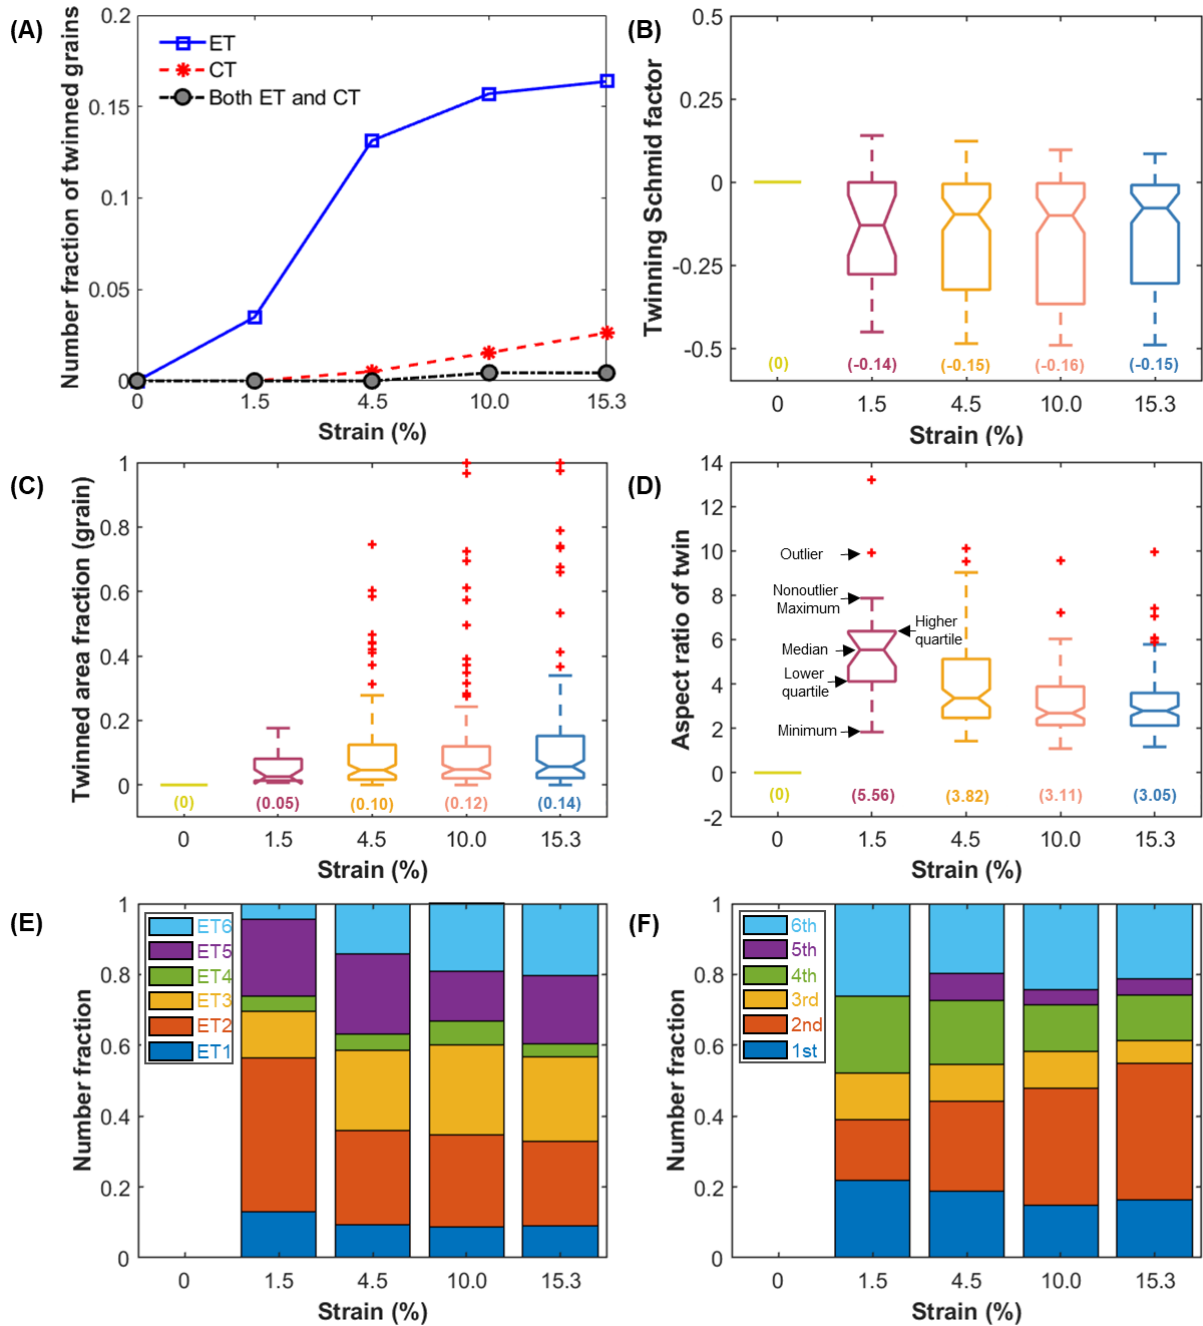 (A)
Number fraction of twinned grains
0.2
0.15
0.1
0.05
0
ET
CT
Both ET and CT
0 1.5 4.5 10.0 15.3
Strain (%)
(B)
Twinning Schmid factor
0.5
0.25
0
-0.25
-0.5
(0) (-0.14) (-0.15) (-0.16) (-0.15)
0 1.5 4.5 10.0 15.3
Strain (%)
(C)
Twinned area fraction (grain)
1
0.8
0.6
0.4
0.2
0
(0) (0.05) (0.10) (0.12) (0.14)
0 1.5 4.5 10.0 15.3
Strain (%)
(D)
Aspect ratio of twin
14
12
10
8
6
4
2
0
-2
Outlier
Nonoutlier
Maximum
Higher
quartile
Median
Lower
quartile
Minimum
(0) (5.56) (3.82) (3.11) (3.05)
0 1.5 4.5 10.0 15.3
Strain (%)
(E)
Number fraction
1
0.8
0.6
0.4
0.2
0
ET6
ET5
ET4
ET3
ET2
ET1
0 1.5 4.5 10.0 15.3
Strain (%)
(F)
Number fraction
1
0.8
0.6
0.4
0.2
0
6th
5th
4th
3rd
2nd
1st
0 1.5 4.5 10.0 15.3
Strain (%)